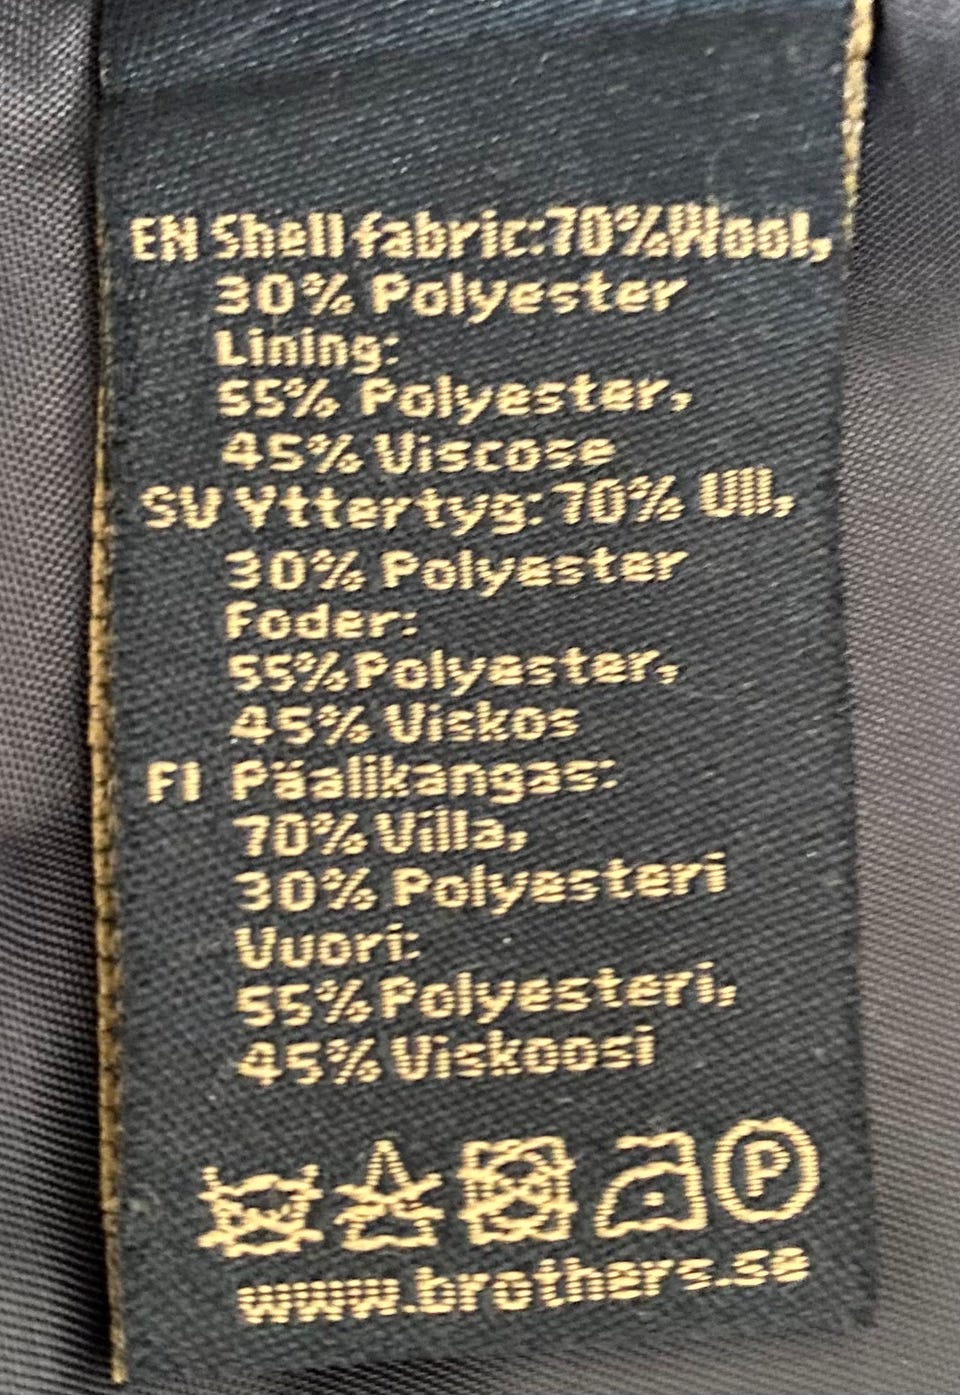 EN Shell fabric:70%Wool,
30% Polyester
Lining:
55% Polyester,
45% Viscose
SV Yttertyg:70% Ull,
30% Polyester
Foder:
55%Polyester,
45% Viskos
FI Päalikangas:
70% Villa,
30% Polyesteri
Vuori:
55% Polyesteri,
45% Viskoosi
P
www.brothers.se